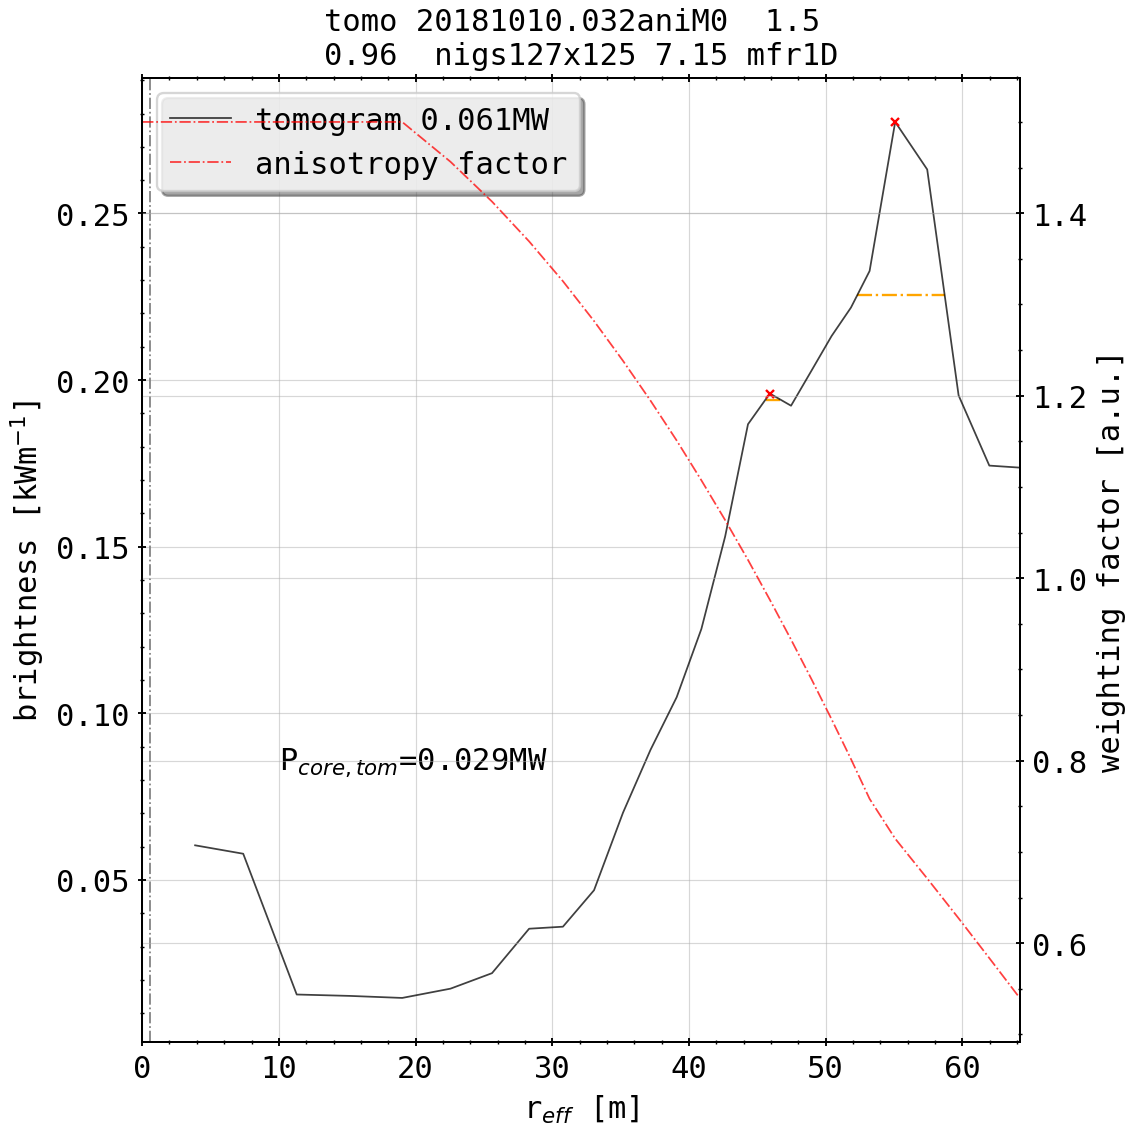 tomo 20181010.032aniM0  1.5
0.96  nigs127x125 7.15 mfr1D
tomogram 0.061MW
anisotropy factor
0.25
0.20
0.15
0.10
0.05
brightness [kWm⁻¹]
1.4
1.2
1.0
0.8
0.6
weighting factor [a.u.]
P_core,tom=0.029MW
0 10 20 30 40 50 60
r_eff [m]